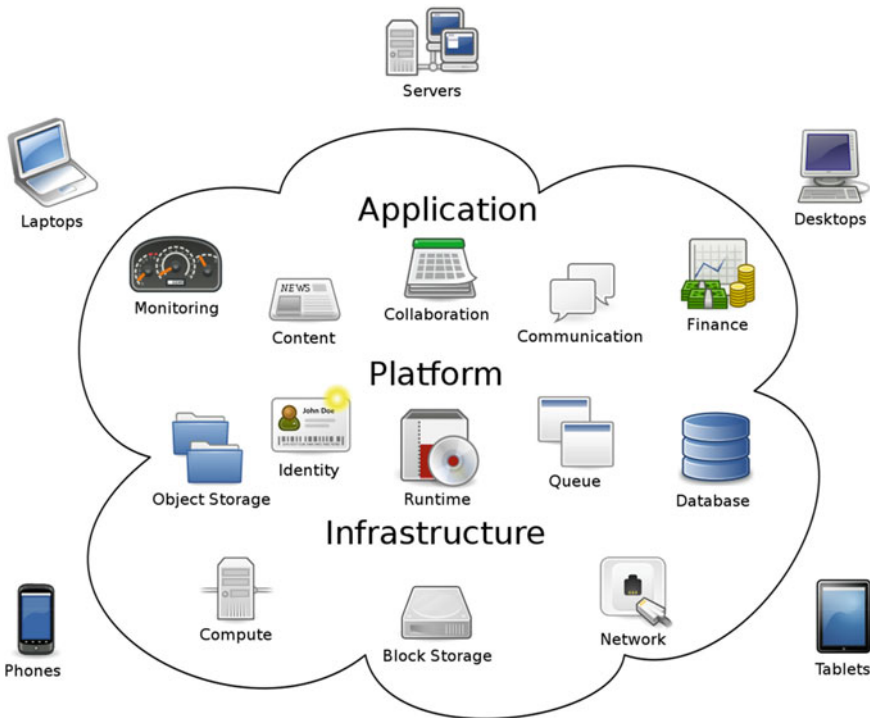 Servers
Laptops
Desktops
Application
Monitoring
NEWS
Content
Collaboration
Communication
Finance
Platform
John Doe
Object Storage
Identity
Runtime
Queue
Database
Infrastructure
Phones
Compute
Block Storage
Network
Tablets